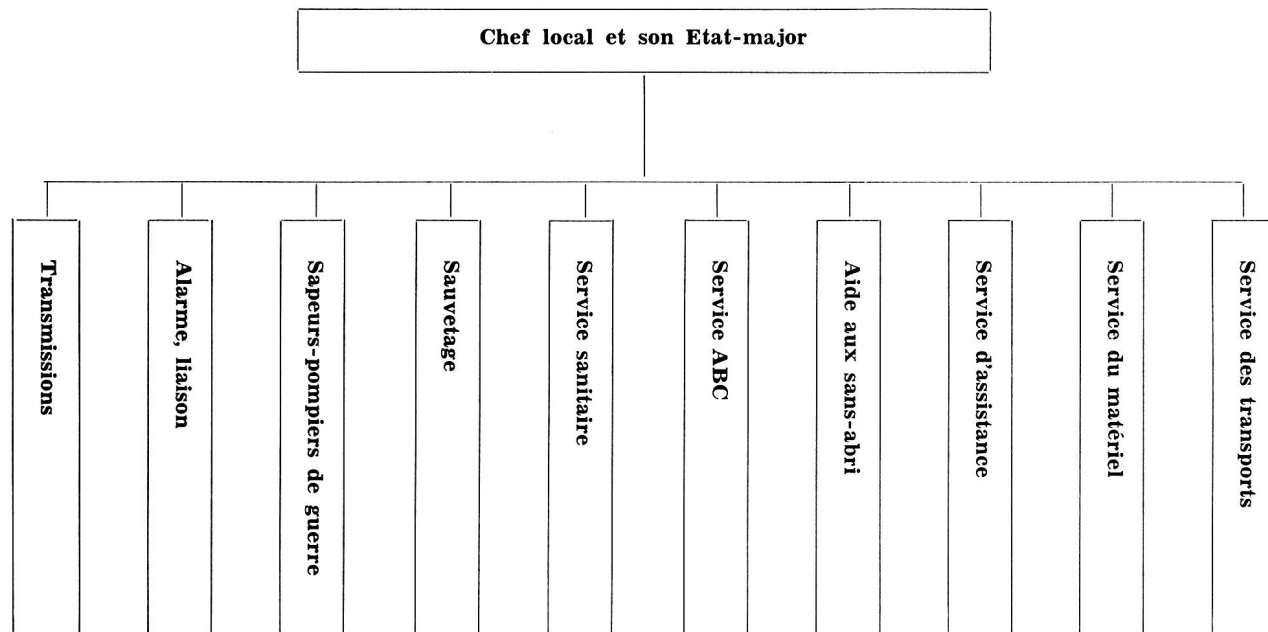 Chef local et son Etat-major
Transmissions
Alarme, liaison
Sapeurs-pompiers de guerre
Sauvetage
Service sanitaire
Service ABC
Aide aux sans-abri
Service d'assistance
Service du matériel
Service des transports